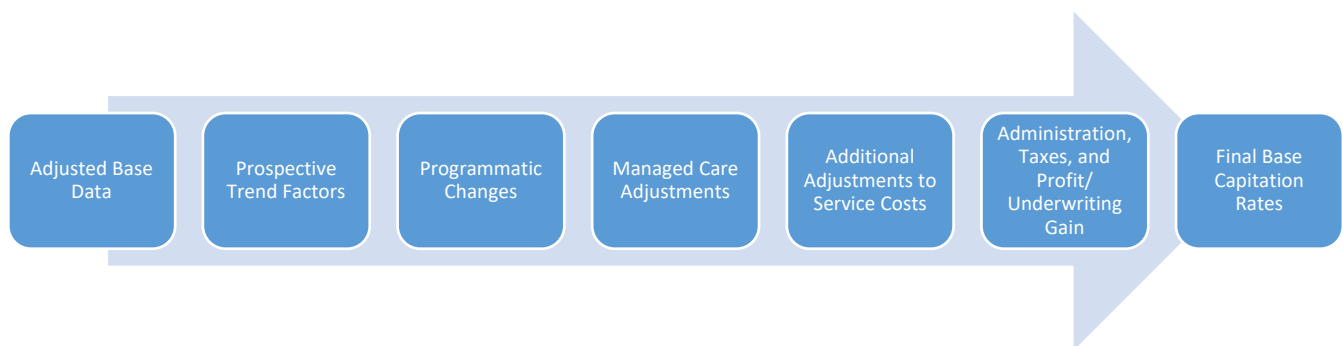 Adjusted Base
Data
Prospective
Trend Factors
Programmatic
Changes
Managed Care
Adjustments
Additional
Adjustments to
Service Costs
Administration,
Taxes, and
Profit/
Underwriting
Gain
Final Base
Capitation
Rates